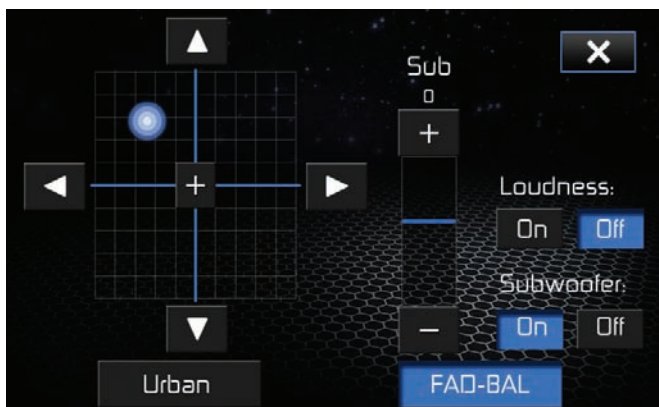 Sub
0
+
+
Loudness:
On Off
Subwoofer:
−
On Off
Urban
FAD-BAL